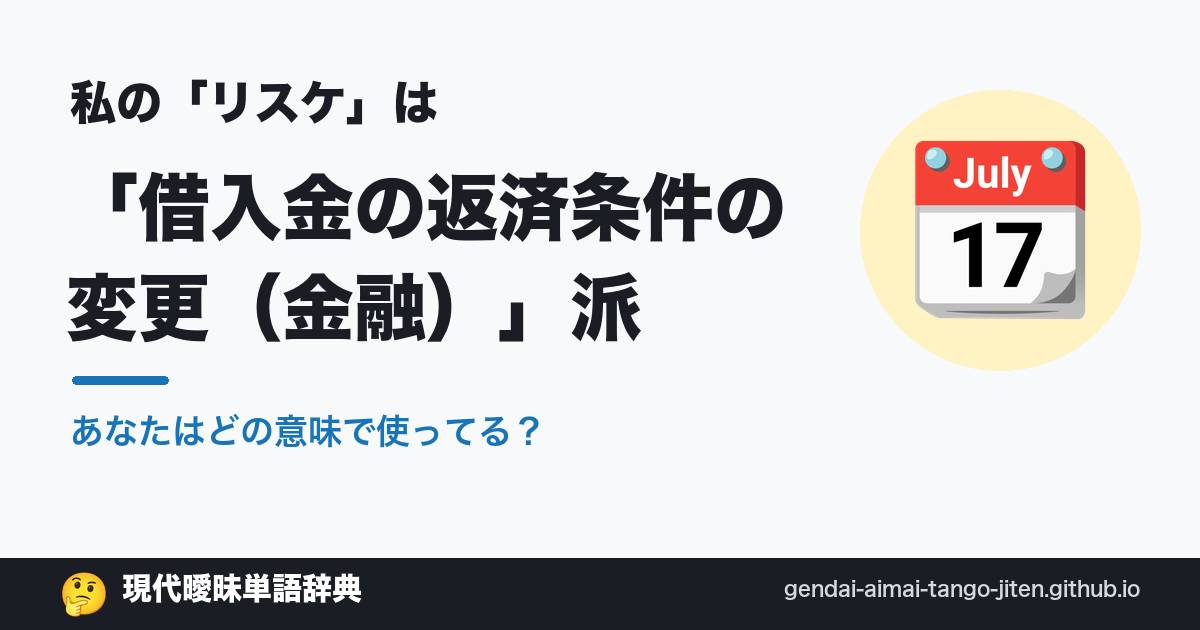 私の「リスケ」は
「借入金の返済条件の
変更（金融）」派
あなたはどの意味で使ってる？
July
17
現代曖昧単語辞典
gendai-aimai-tango-jiten.github.io